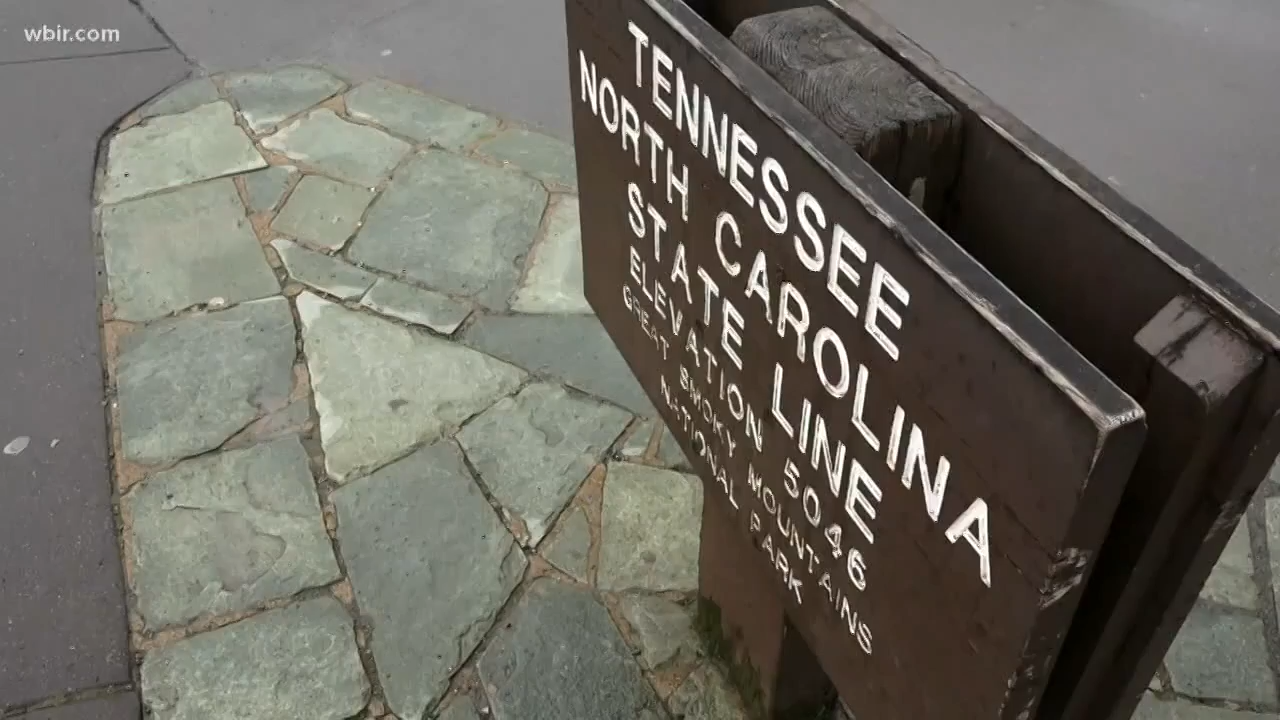 wbir.com
TENNESSEE
NORTH CAROLINA
STATE LINE
ELEVATION 5046
GREAT SMOKY MOUNTAINS
NATIONAL PARK